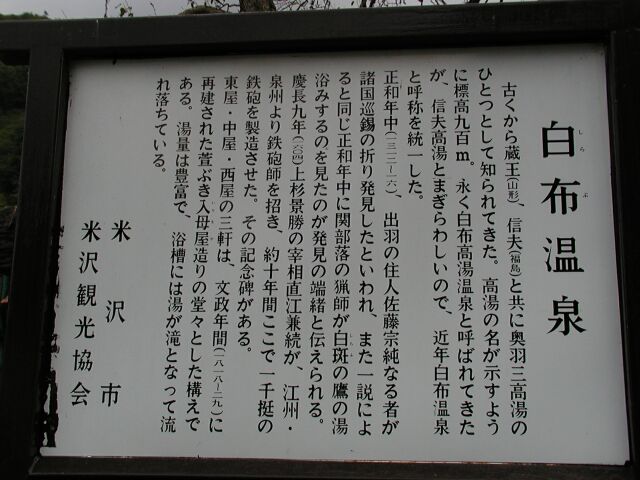 白布温泉
しらぶ
古くから蔵王(山形)、信夫(福島)と共に奥羽三高湯の
ひとつとして知られてきた。高湯の名が示すよう
に標高九百m。永く白布高湯温泉と呼ばれてきた
が、信夫高湯とまぎらわしいので、近年白布温泉
と呼称を統一した。
正和年中(一三一二〜一六)、出羽の住人佐藤宗純なる者が
諸国巡錫の折り発見したといわれ、また一説によ
ると同じ正和年中に関部落の猟師が白斑の鷹の湯
浴みするのを見たのが発見の端緒と伝えられる。
慶長九年(一六〇四)上杉景勝の宰相直江兼続が、江州・
泉州より鉄砲師を招き、約十年間ここで一千挺の
鉄砲を製造させた。その記念碑がある。
東屋・中屋・西屋の三軒は、文政年間(一八一八〜二九)に
再建された萱ぶき入母屋造りの堂々とした構えで
ある。湯量は豊富で、浴槽には湯が滝となって流
れ落ちている。
米沢市
米沢観光協会